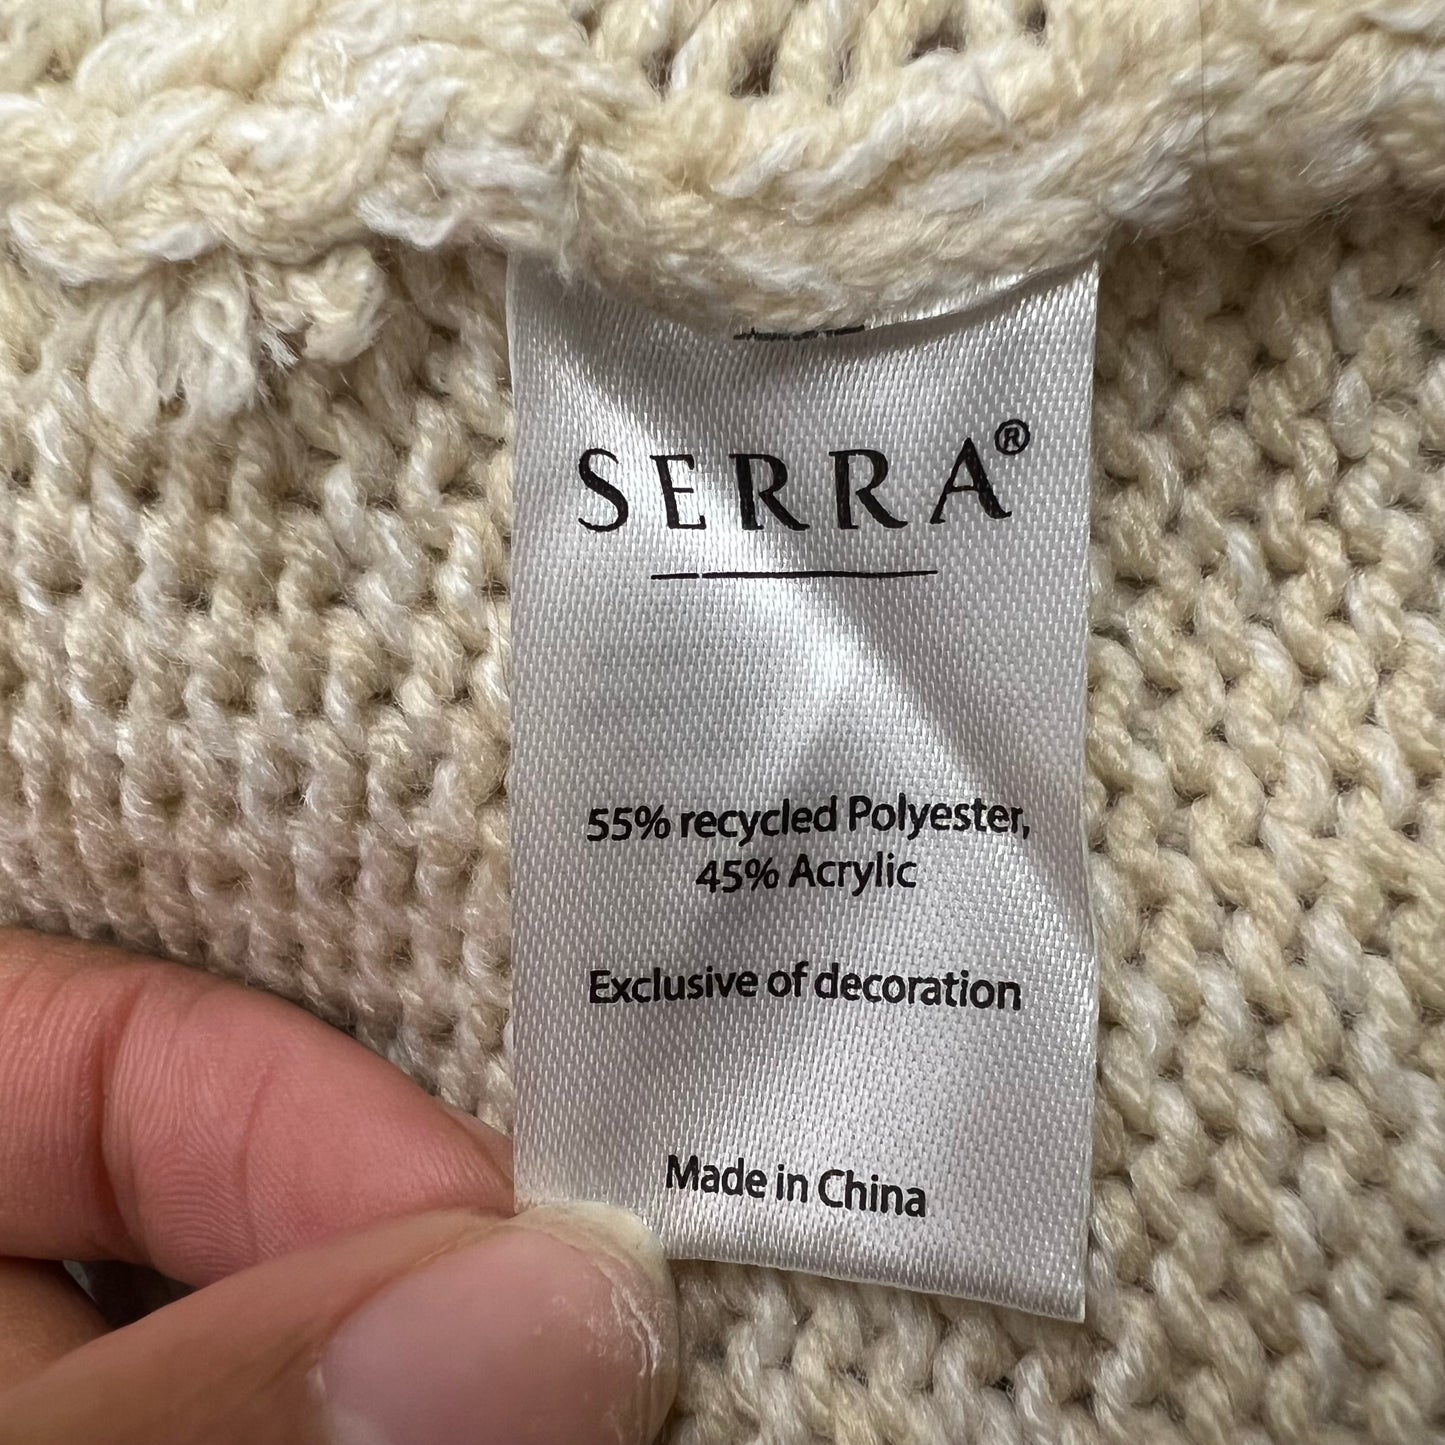 SERRA®
55% recycled Polyester,
45% Acrylic
Exclusive of decoration
Made in China